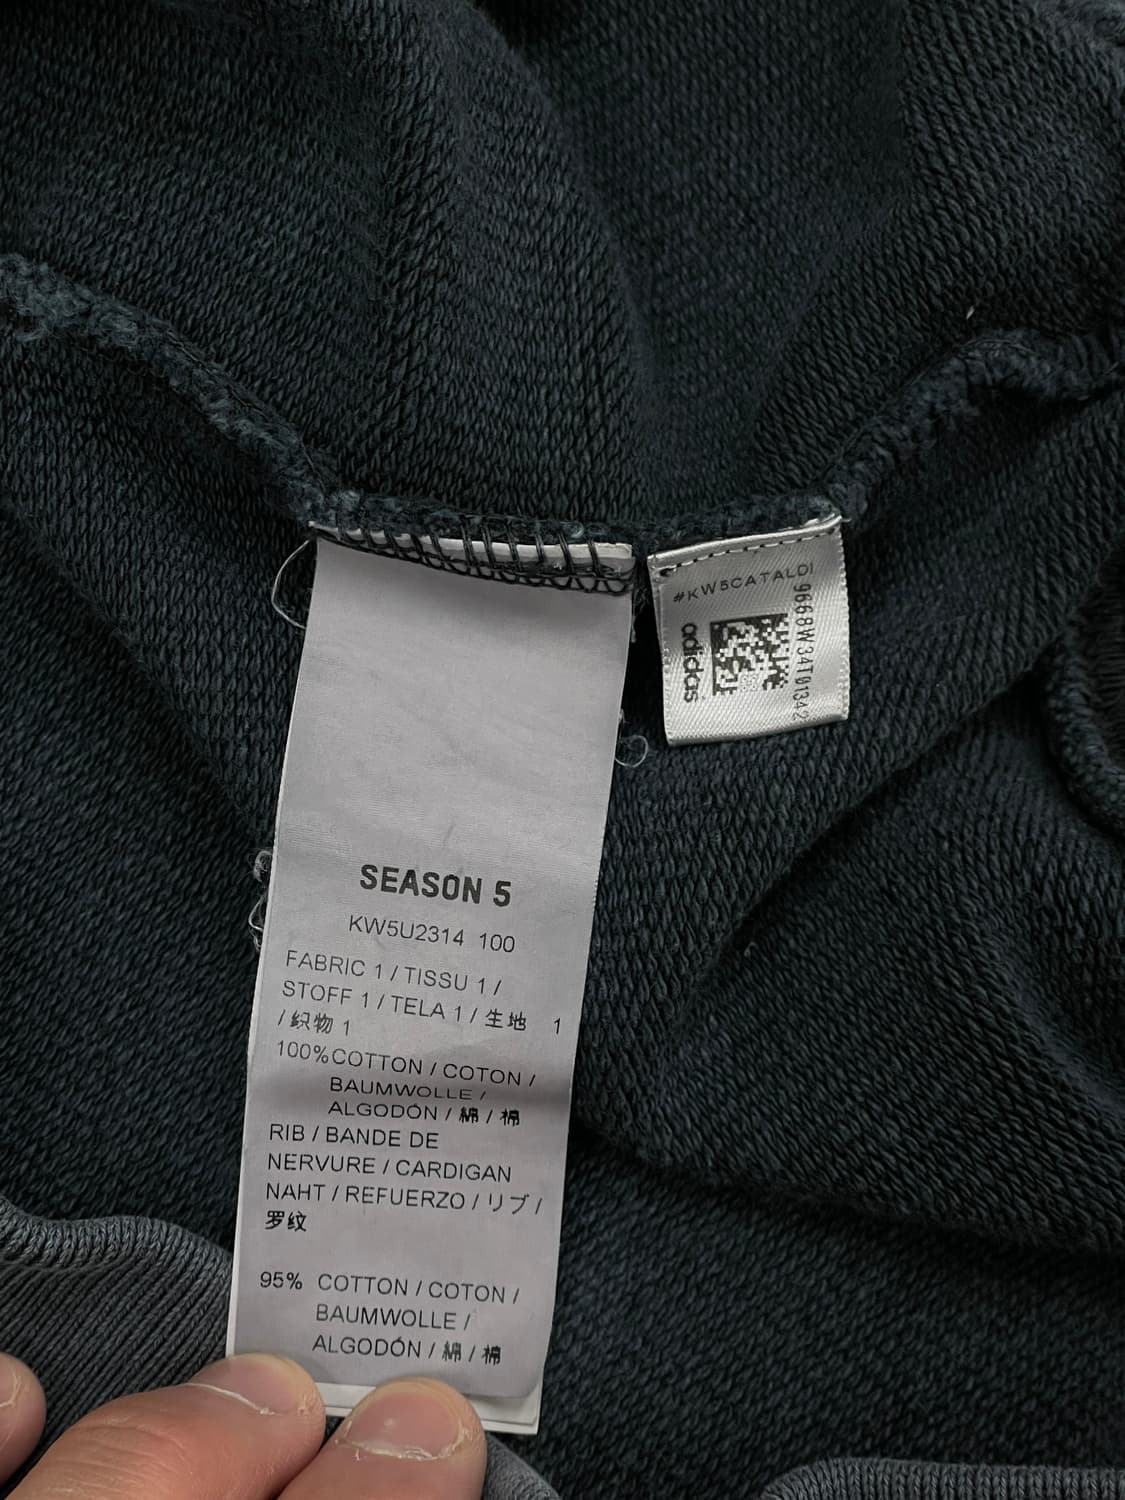 SEASON 5
KW5U2314 100
FABRIC 1 / TISSU 1 /
STOFF 1 / TELA 1 / 生地 1
/ 织物 1
100% COTTON / COTON /
BAUMWOLLE /
ALGODÓN / 綿 / 棉
RIB / BANDE DE
NERVURE / CARDIGAN
NAHT / REFUERZO / リブ /
罗纹
95% COTTON / COTON /
BAUMWOLLE /
ALGODÓN / 綿 / 棉
#KW5CATALDI
9668W34T01342
adidas